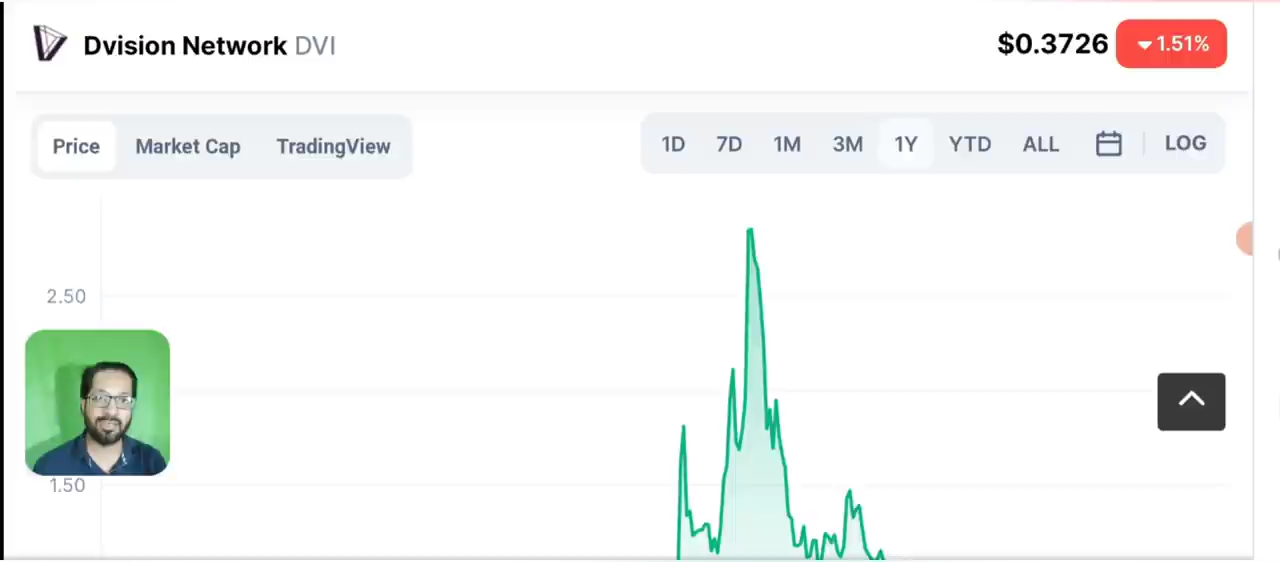 Dvision Network DVI
$0.3726 1.51%
Price Market Cap TradingView
1D 7D 1M 3M 1Y YTD ALL LOG
2.50
1.50